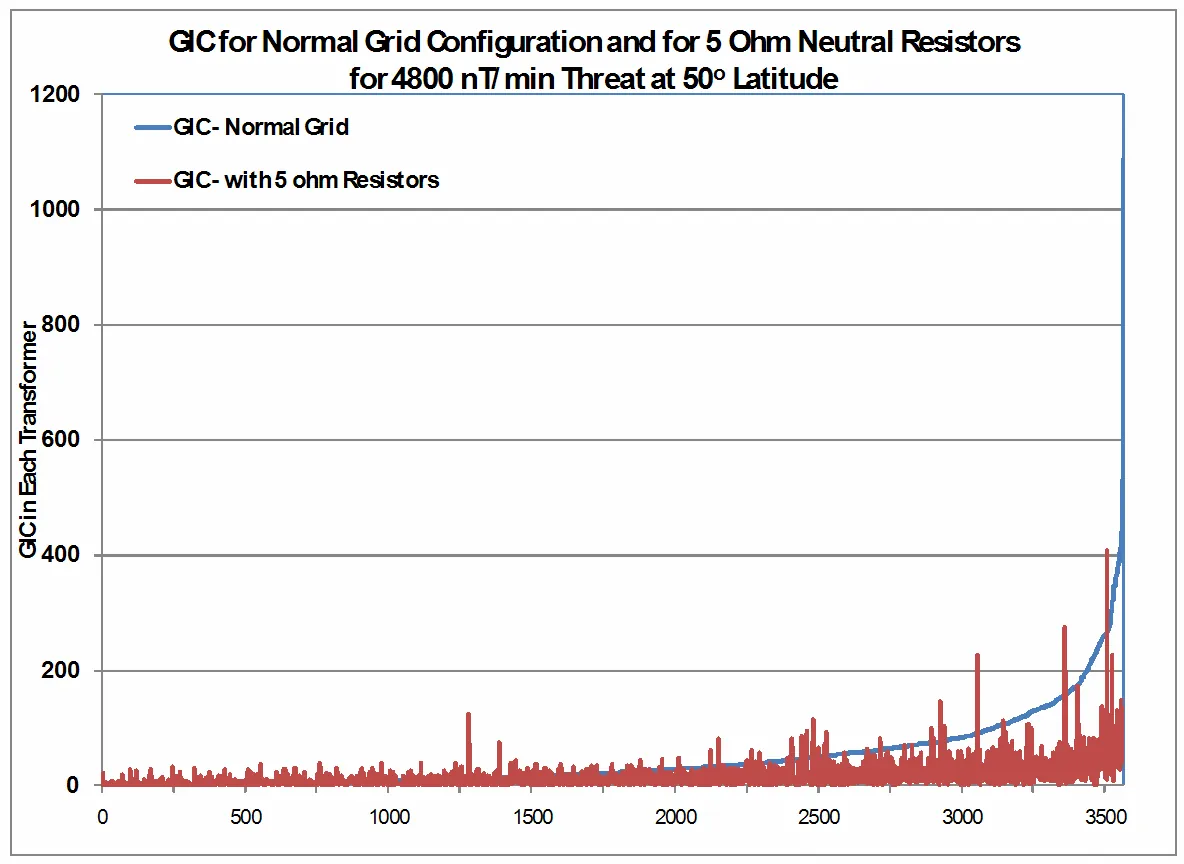 GIC for Normal Grid Configuration and for 5 Ohm Neutral Resistors
for 4800 nT/min Threat at 50° Latitude
GIC- Normal Grid
GIC- with 5 ohm Resistors
GIC in Each Transformer
1200
1000
800
600
400
200
0
0 500 1000 1500 2000 2500 3000 3500